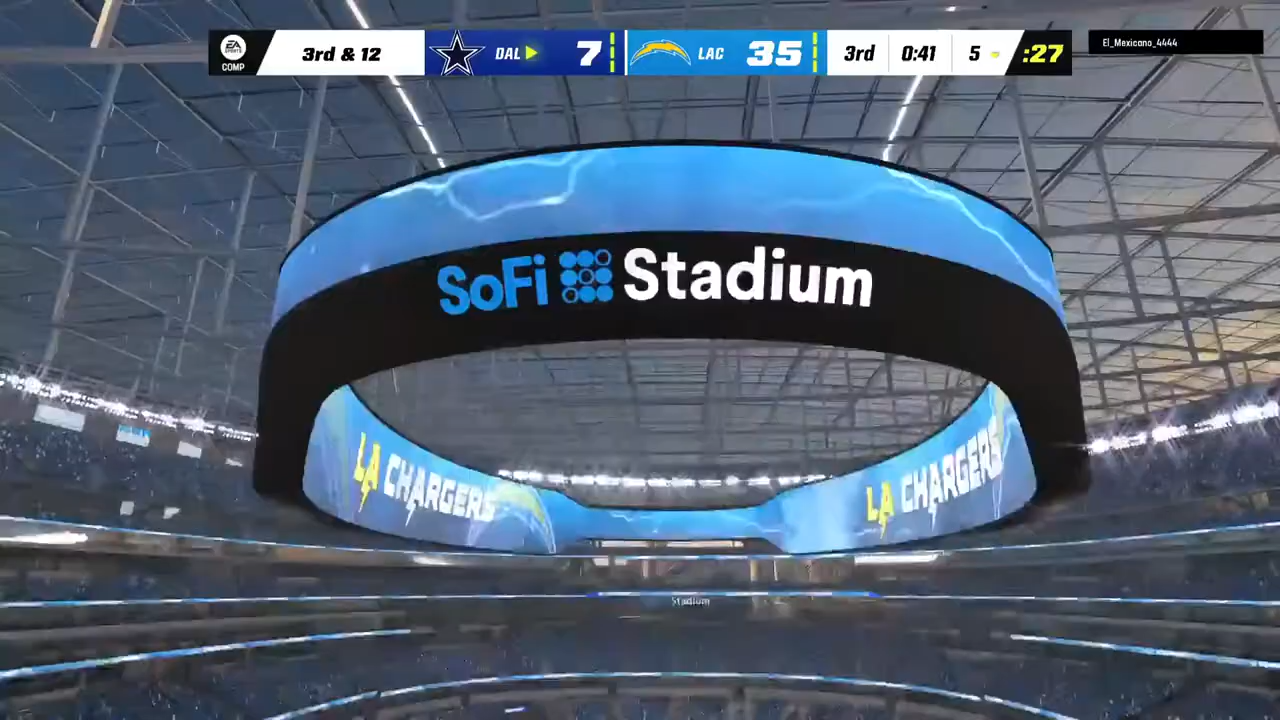 EA SPORTS COMP 3rd & 12 DAL 7 LAC 35 3rd 0:41 5 :27
El_Mexicano_4444
SoFi Stadium
LA CHARGERS
LA CHARGERS
Stadium